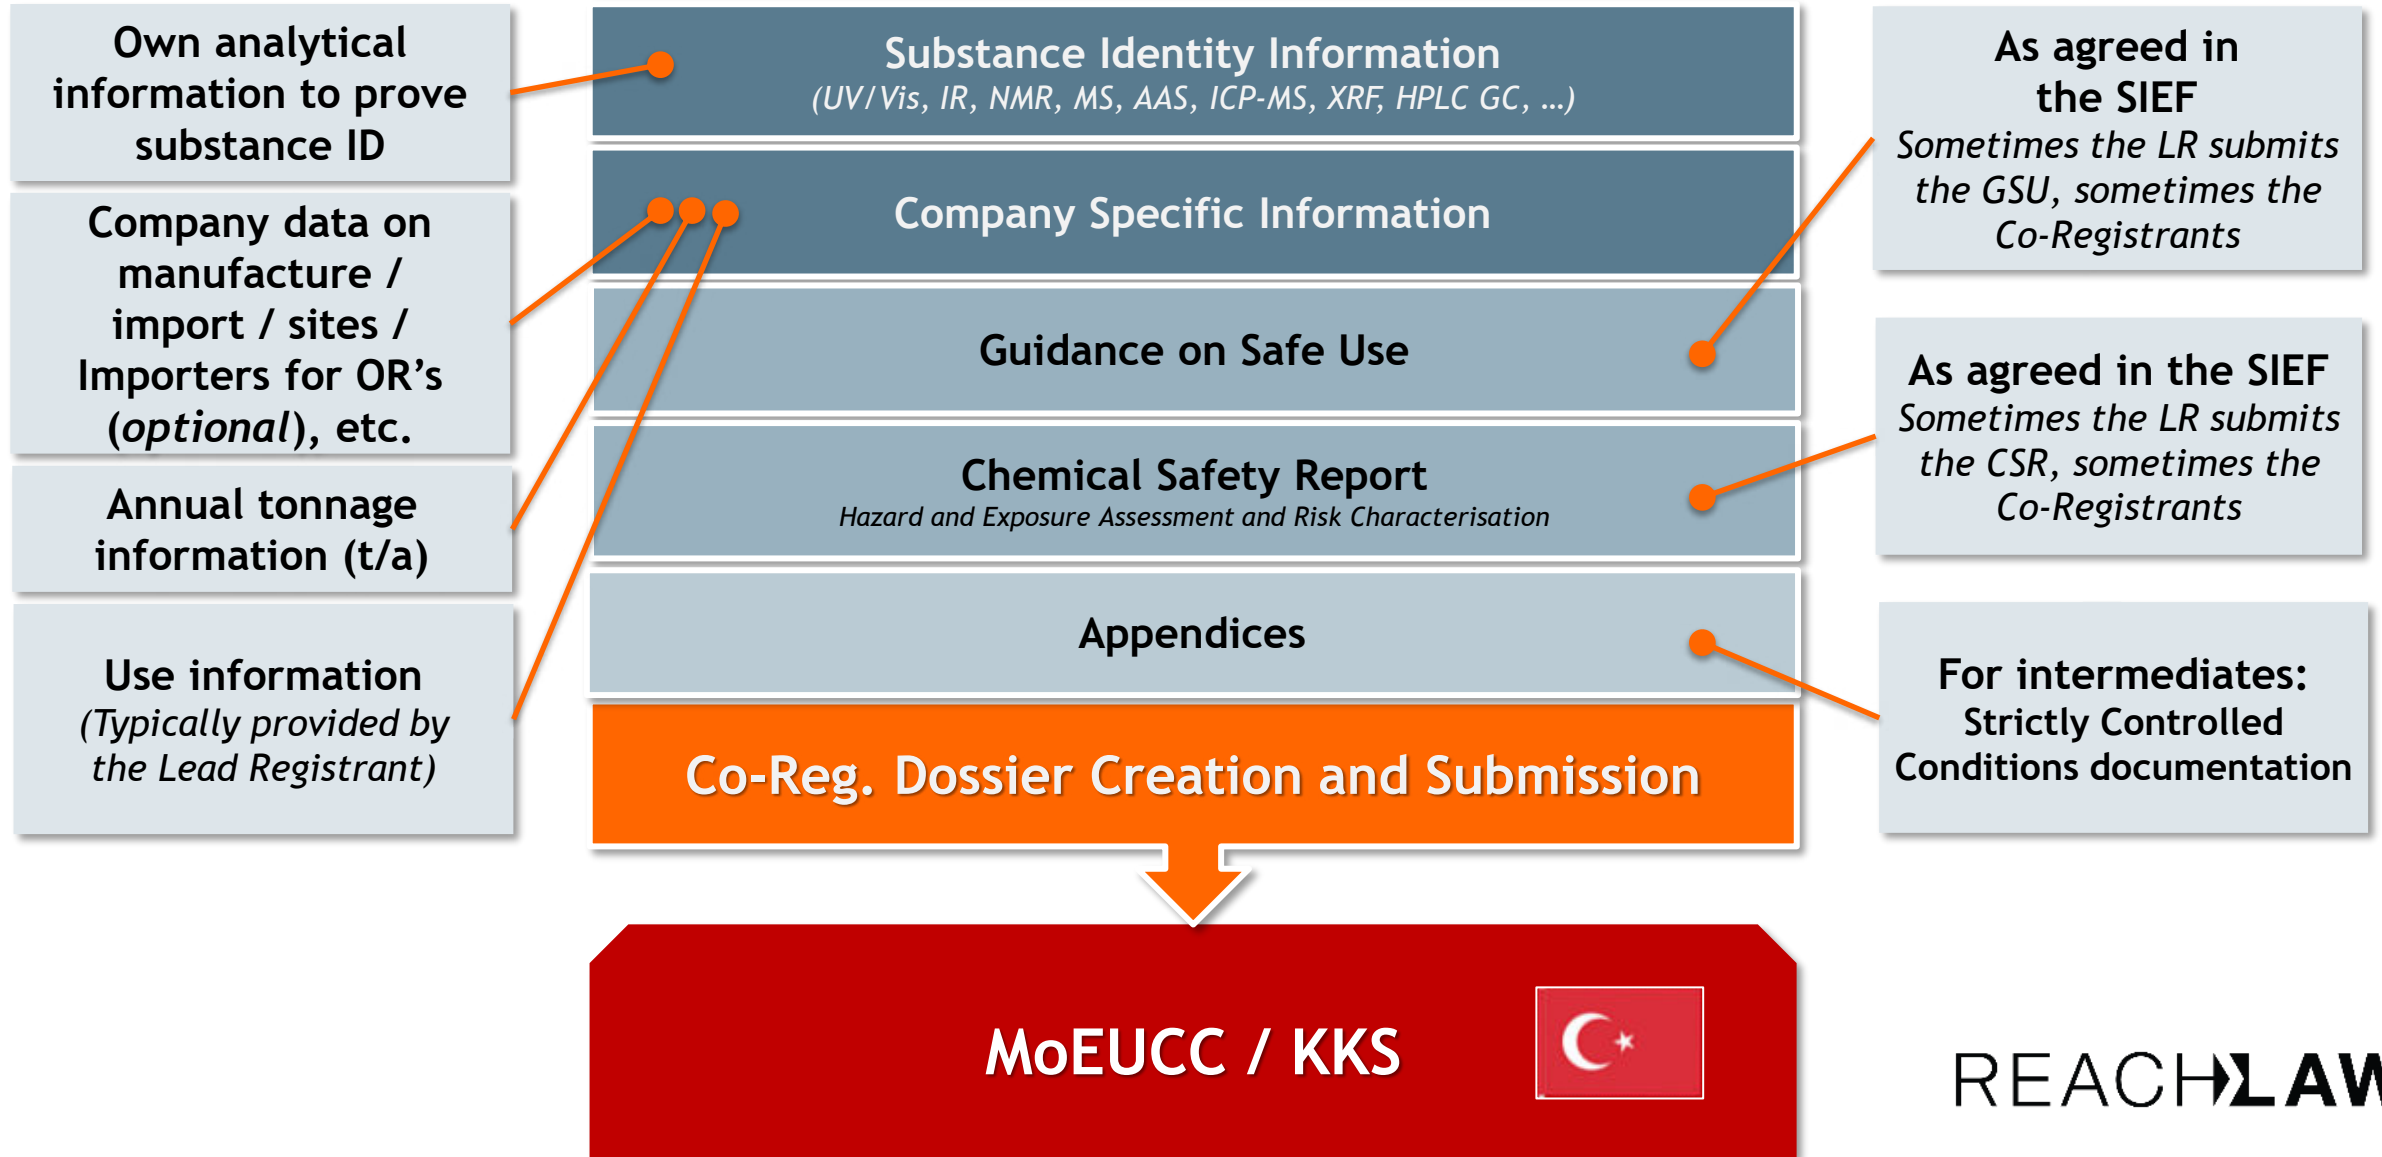 Own analytical
information to prove
substance ID
Company data on
manufacture /
import / sites /
Importers for OR’s
(optional), etc.
Annual tonnage
information (t/a)
Use information
(Typically provided by
the Lead Registrant)
Substance Identity Information
(UV/Vis, IR, NMR, MS, AAS, ICP-MS, XRF, HPLC GC, …)
Company Specific Information
Guidance on Safe Use
Chemical Safety Report
Hazard and Exposure Assessment and Risk Characterisation
Appendices
Co-Reg. Dossier Creation and Submission
MoEUCC / KKS
As agreed in
the SIEF
Sometimes the LR submits
the GSU, sometimes the
Co-Registrants
As agreed in the SIEF
Sometimes the LR submits
the CSR, sometimes the
Co-Registrants
For intermediates:
Strictly Controlled
Conditions documentation
REACHLAW